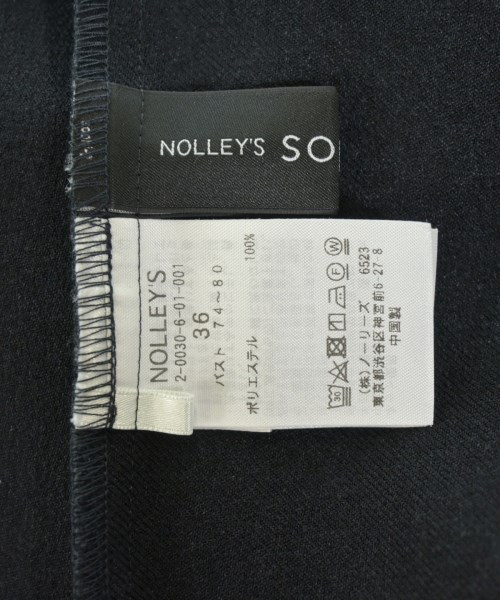 NOLLEY'S SO
NOLLEY'S
2-0030-6-01-001
36
バスト 74～80
ポリエステル 100%
30 F W
(株)ノーリーズ 6523
東京都渋谷区神宮前6-27-8
中国製